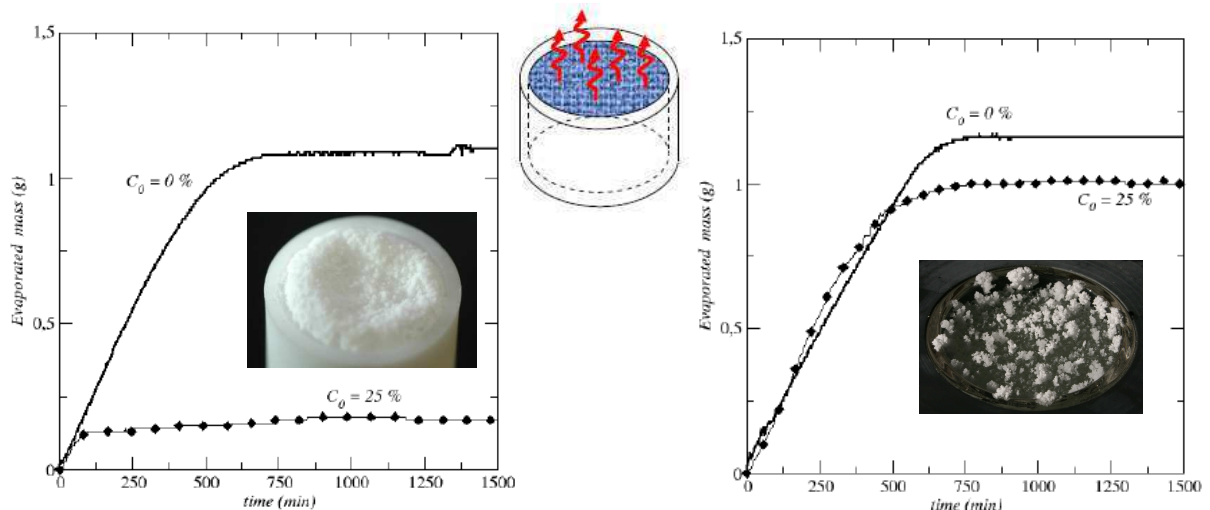 1,5
1
0,5
0
Evaporated mass (g)
C₀ = 0 %
C₀ = 25 %
0 250 500 750 1000 1250 1500
time (min)
1,5
1
0,5
0
Evaporated mass (g)
C₀ = 0 %
C₀ = 25 %
0 250 500 750 1000 1250 1500
time (min)